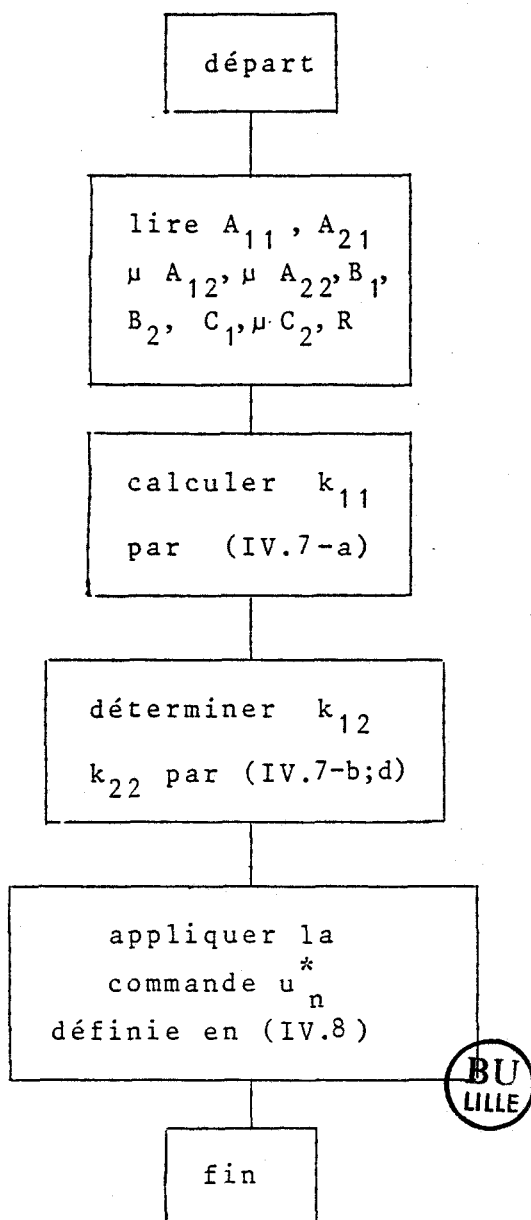 départ
lire A₁₁ , A₂₁
μ A₁₂, μ A₂₂, B₁,
B₂, C₁, μ C₂, R
calculer k₁₁
par (IV.7-a)
déterminer k₁₂
k₂₂ par (IV.7-b;d)
appliquer la
commande u*ₙ
définie en (IV.8)
BU
LILLE
fin